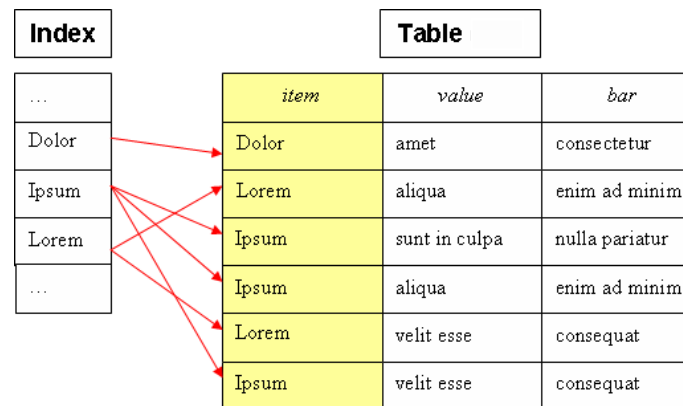 Index
Table
…
Dolor
Ipsum
Lorem
…
item value bar
Dolor amet consectetur
Lorem aliqua enim ad minim
Ipsum sunt in culpa nulla pariatur
Ipsum aliqua enim ad minim
Lorem velit esse consequat
Ipsum velit esse consequat